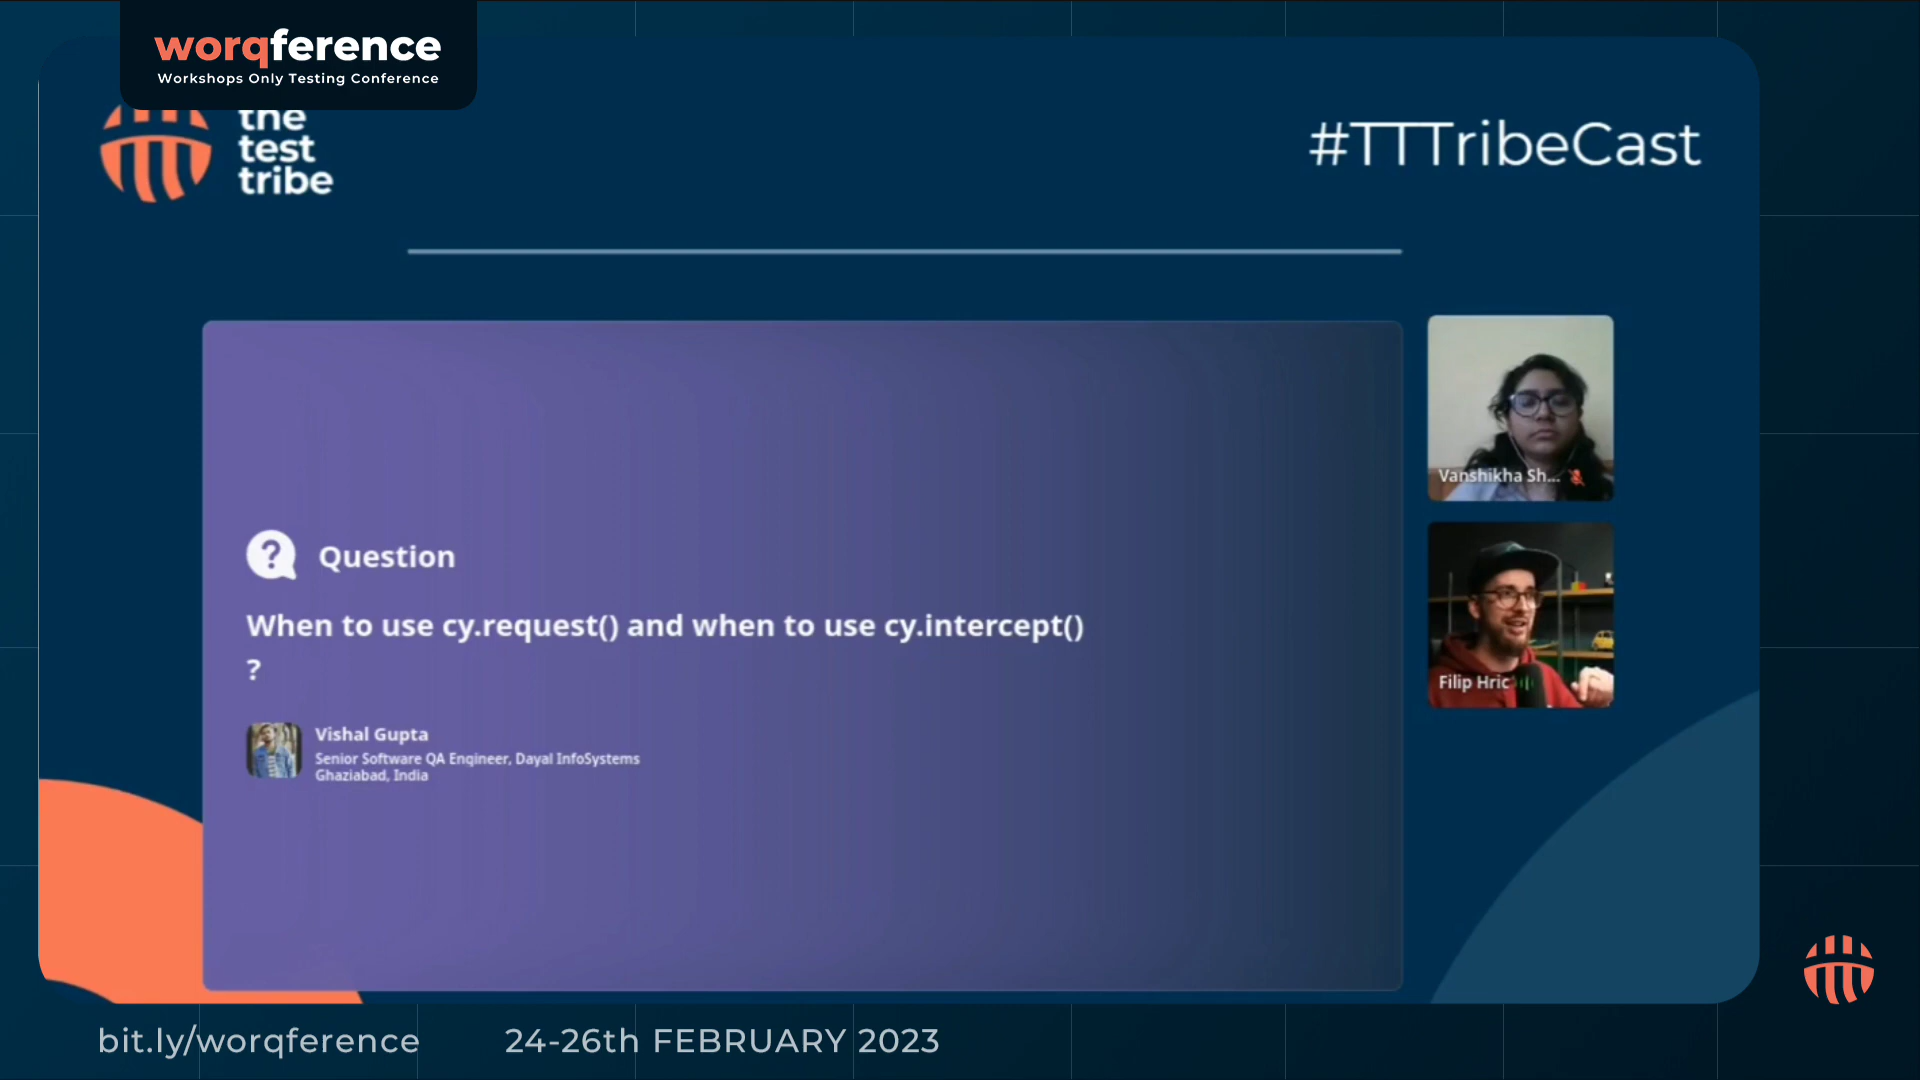 worqference
Workshops Only Testing Conference
the
test
tribe
#TTTribeCast
Question
When to use cy.request() and when to use cy.intercept()
?
Vishal Gupta
Senior Software QA Engineer, Dayal InfoSystems
Ghaziabad, India
Vanshikha Sh...
Filip Hric
bit.ly/worqference
24-26th FEBRUARY 2023